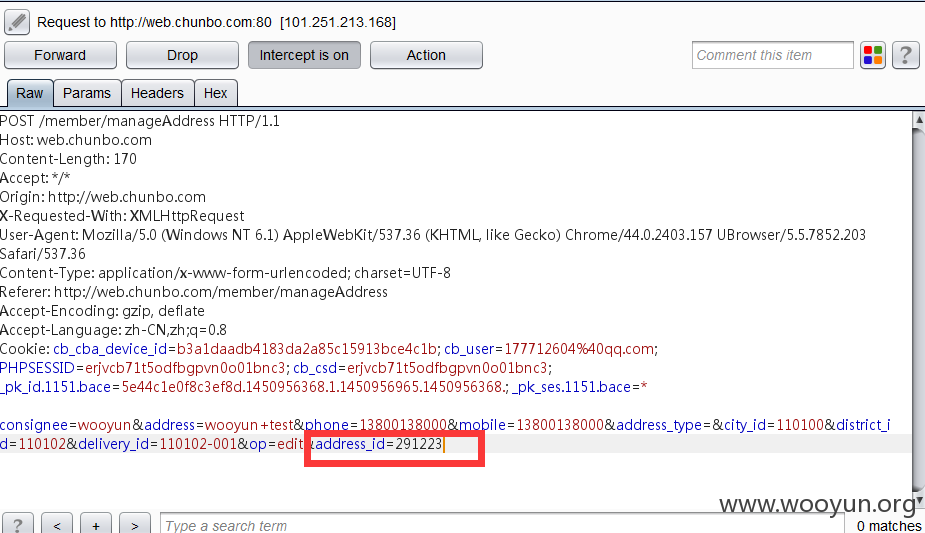 Request to http://web.chunbo.com:80 [101.251.213.168]
Forward Drop Intercept is on Action Comment this item ?
Raw Params Headers Hex
POST /member/manageAddress HTTP/1.1
Host: web.chunbo.com
Content-Length: 170
Accept: */*
Origin: http://web.chunbo.com
X-Requested-With: XMLHttpRequest
User-Agent: Mozilla/5.0 (Windows NT 6.1) AppleWebKit/537.36 (KHTML, like Gecko) Chrome/44.0.2403.157 UBrowser/5.5.7852.203
Safari/537.36
Content-Type: application/x-www-form-urlencoded; charset=UTF-8
Referer: http://web.chunbo.com/member/manageAddress
Accept-Encoding: gzip, deflate
Accept-Language: zh-CN,zh;q=0.8
Cookie: cb_cba_device_id=b3a1daadb4183da2a85c15913bce4c1b; cb_user=177712604%40qq.com;
PHPSESSID=erjvcb71t5odfbgpvn0o01bnc3; cb_csd=erjvcb71t5odfbgpvn0o01bnc3;
_pk_id.1151.bace=5e44c1e0f8c3ef8d.1450956368.1.1450956965.1450956368.; _pk_ses.1151.bace=*
consignee=wooyun&address=wooyun+test&phone=13800138000&mobile=13800138000&address_type=&city_id=110100&district_i
d=110102&delivery_id=110102-001&op=edit&address_id=291223
www.wooyun.org
? < + > Type a search term 0 matches